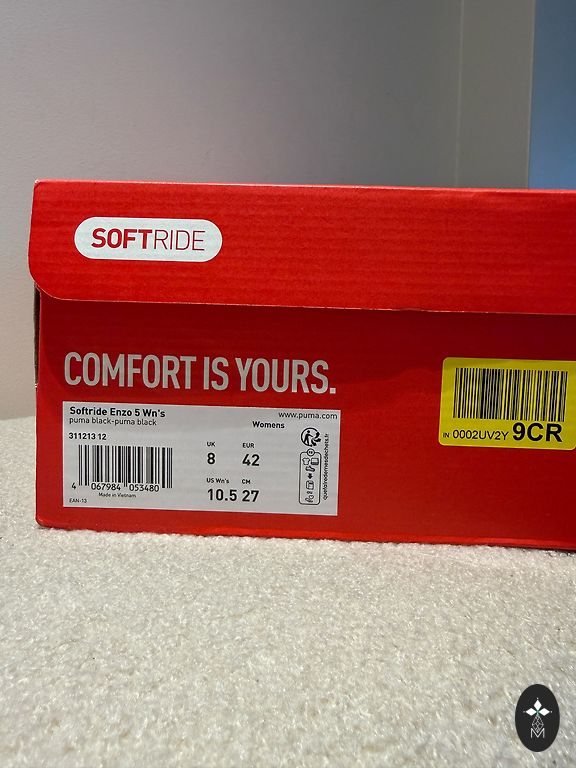 SOFTRIDE
COMFORT IS YOURS.
Softride Enzo 5 Wn's
www.puma.com
puma black-puma black
Womens
311213 12
UK
8
EUR
42
US Wn's
10.5
CM
27
4 067984 053480
Made in Vietnam
EAN-13
quefairedemesdechets.fr
IN 0002UV2Y 9CR
M